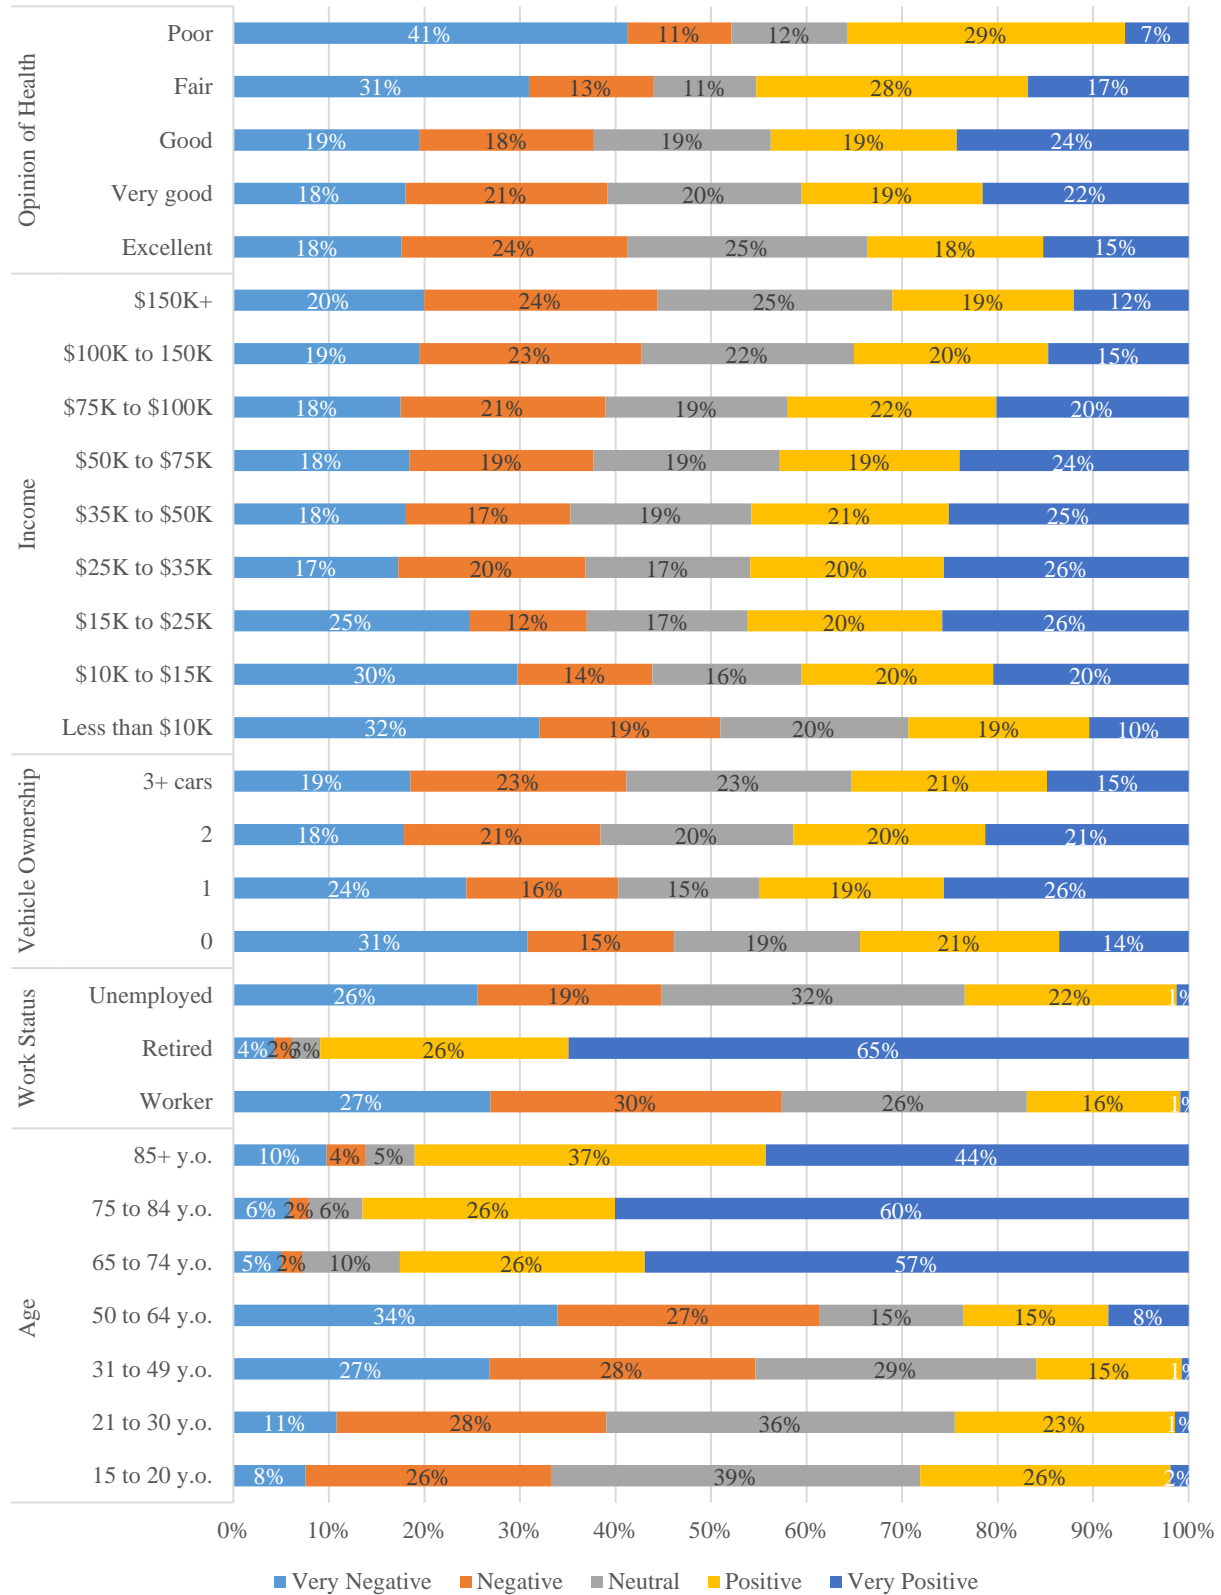 Opinion of Health
Poor 41% 11% 12% 29% 7%
Fair 31% 13% 11% 28% 17%
Good 19% 18% 19% 19% 24%
Very good 18% 21% 20% 19% 22%
Excellent 18% 24% 25% 18% 15%
Income
$150K+ 20% 24% 25% 19% 12%
$100K to 150K 19% 23% 22% 20% 15%
$75K to $100K 18% 21% 19% 22% 20%
$50K to $75K 18% 19% 19% 19% 24%
$35K to $50K 18% 17% 19% 21% 25%
$25K to $35K 17% 20% 17% 20% 26%
$15K to $25K 25% 12% 17% 20% 26%
$10K to $15K 30% 14% 16% 20% 20%
Less than $10K 32% 19% 20% 19% 10%
Vehicle Ownership
3+ cars 19% 23% 23% 21% 15%
2 18% 21% 20% 20% 21%
1 24% 16% 15% 19% 26%
0 31% 15% 19% 21% 14%
Work Status
Unemployed 26% 19% 32% 22% 1%
Retired 4% 2% 3% 26% 65%
Worker 27% 30% 26% 16% 1%
Age
85+ y.o. 10% 4% 5% 37% 44%
75 to 84 y.o. 6% 2% 6% 26% 60%
65 to 74 y.o. 5% 2% 10% 26% 57%
50 to 64 y.o. 34% 27% 15% 15% 8%
31 to 49 y.o. 27% 28% 29% 15% 1%
21 to 30 y.o. 11% 28% 36% 23% 1%
15 to 20 y.o. 8% 26% 39% 26% 2%
0% 10% 20% 30% 40% 50% 60% 70% 80% 90% 100%
Very Negative Negative Neutral Positive Very Positive